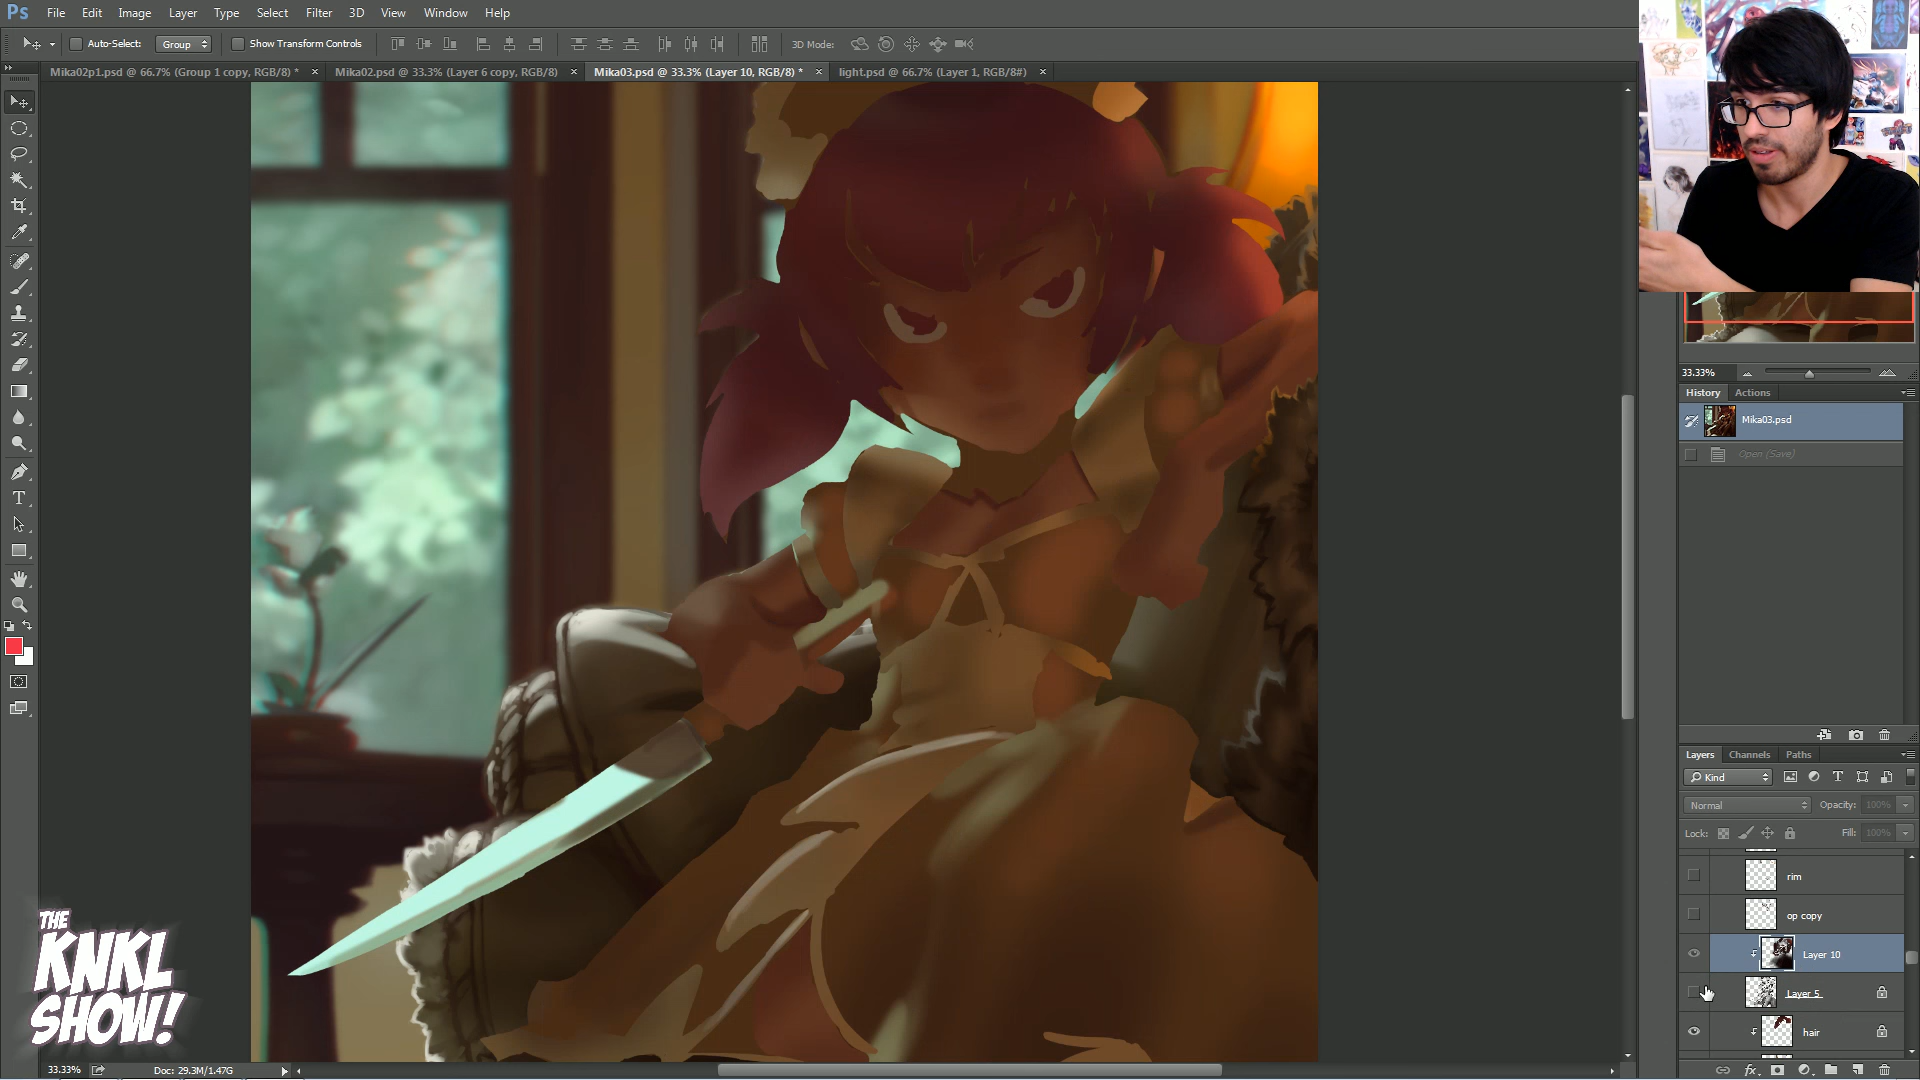 Ps File Edit Image Layer Type Select Filter 3D View Window Help
Auto-Select: Group Show Transform Controls 3D Mode:
Mika02p1.psd @ 66.7% (Group 1 copy, RGB/8) * × Mika02.psd @ 33.3% (Layer 6 copy, RGB/8) × Mika03.psd @ 33.3% (Layer 10, RGB/8) * × light.psd @ 66.7% (Layer 1, RGB/8#) ×
33.33%
History Actions
Mika03.psd
Open (Save)
Layers Channels Paths
Kind
Normal Opacity: 100%
Lock: Fill: 100%
rim
op copy
Layer 10
Layer 5
hair
THE
KNKL
SHOW!
33.33% Doc: 29.3M/1.47G